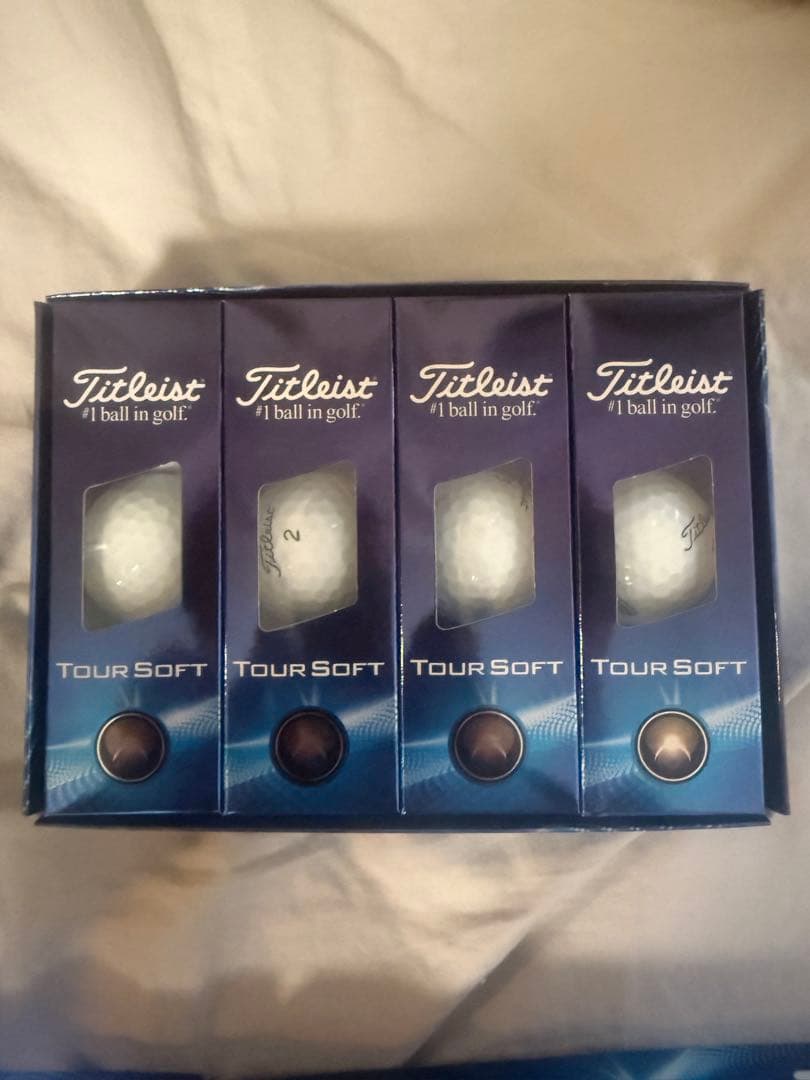 Titleist Titleist Titleist Titleist
#1 ball in golf.® #1 ball in golf.® #1 ball in golf.® #1 ball in golf.®
Titleist 2
TOUR SOFT TOUR SOFT TOUR SOFT TOUR SOFT